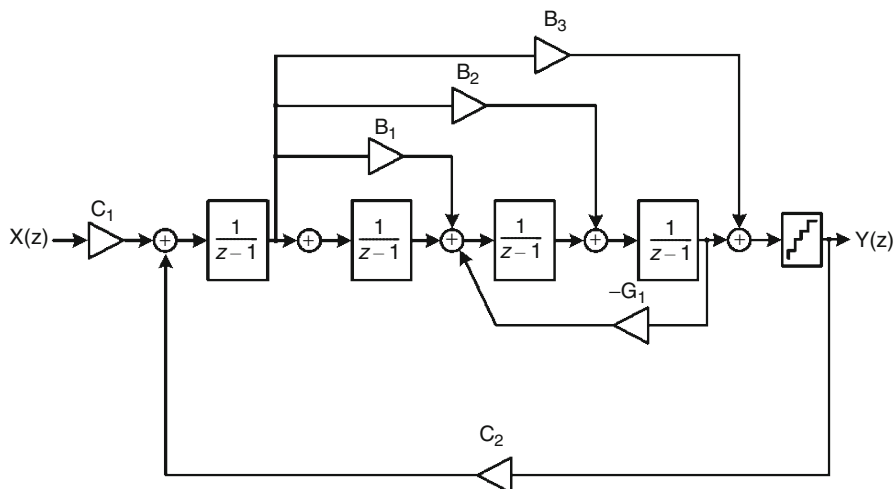 B₃
B₂
B₁
C₁
X(z)
+
1
z−1
+
1
z−1
+
1
z−1
+
1
z−1
+
Y(z)
−G₁
C₂